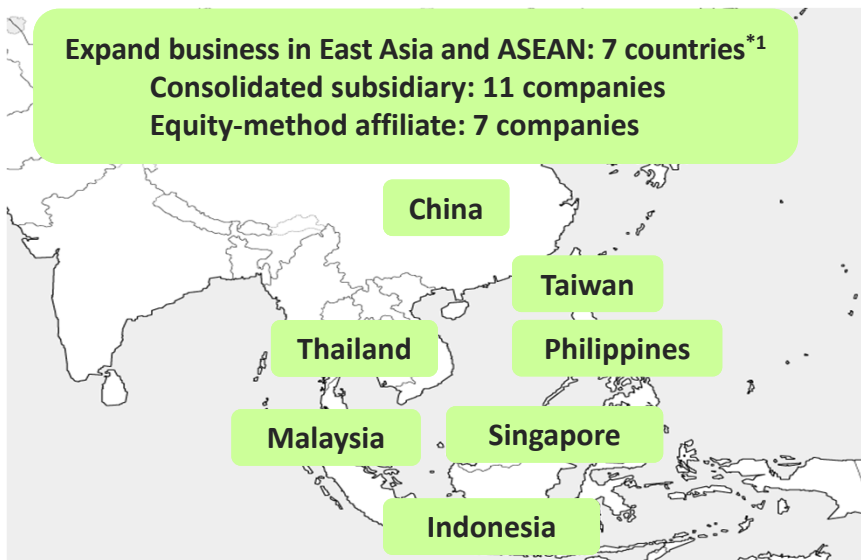 Expand business in East Asia and ASEAN: 7 countries*1
Consolidated subsidiary: 11 companies
Equity-method affiliate: 7 companies
China
Taiwan
Thailand
Philippines
Malaysia
Singapore
Indonesia